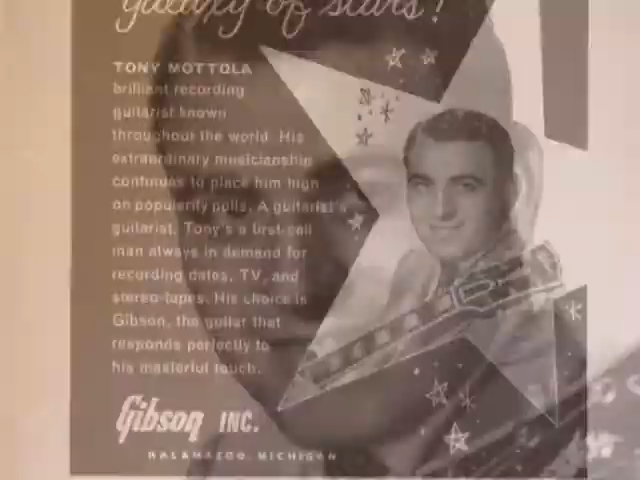 galaxy of stars!
TONY MOTTOLA
brilliant recording
guitarist known
throughout the world. His
extraordinary musicianship
continues to place him high
on popularity polls. A guitarist's
guitarist, Tony's a first-call
man always in demand for
recording dates, TV, and
stereo-tapes. His choice is
Gibson, the guitar that
responds perfectly to
his masterful touch.
Gibson INC.
KALAMAZOO, MICHIGAN